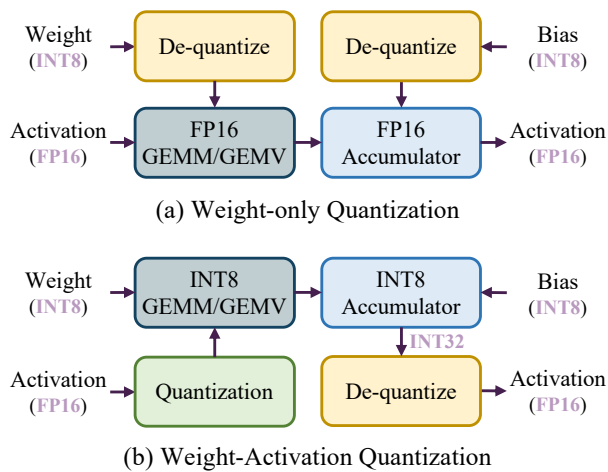 Weight
(INT8)
De-quantize
De-quantize
Bias
(INT8)
Activation
(FP16)
FP16
GEMM/GEMV
FP16
Accumulator
Activation
(FP16)
(a) Weight-only Quantization
Weight
(INT8)
INT8
GEMM/GEMV
INT8
Accumulator
Bias
(INT8)
INT32
Activation
(FP16)
Quantization
De-quantize
Activation
(FP16)
(b) Weight-Activation Quantization